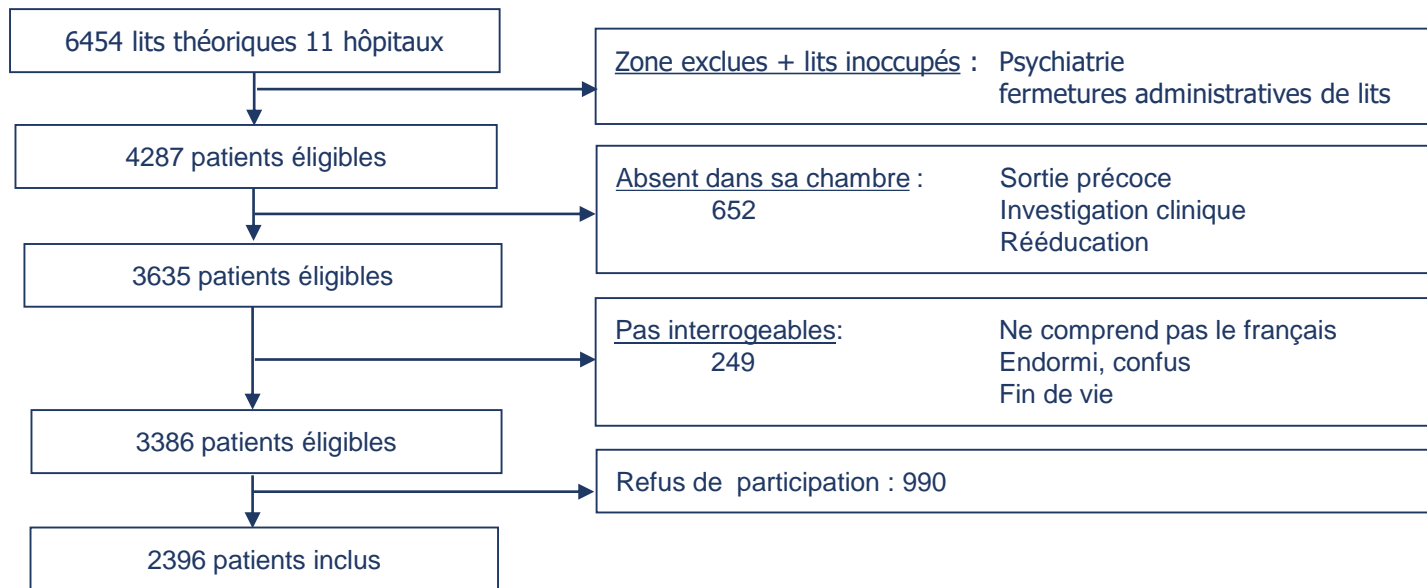 6454 lits théoriques 11 hôpitaux
Zone exclues + lits inoccupés : Psychiatrie
fermetures administratives de lits
4287 patients éligibles
Absent dans sa chambre : Sortie précoce
652 Investigation clinique
Rééducation
3635 patients éligibles
Pas interrogeables: Ne comprend pas le français
249 Endormi, confus
Fin de vie
3386 patients éligibles
Refus de participation : 990
2396 patients inclus